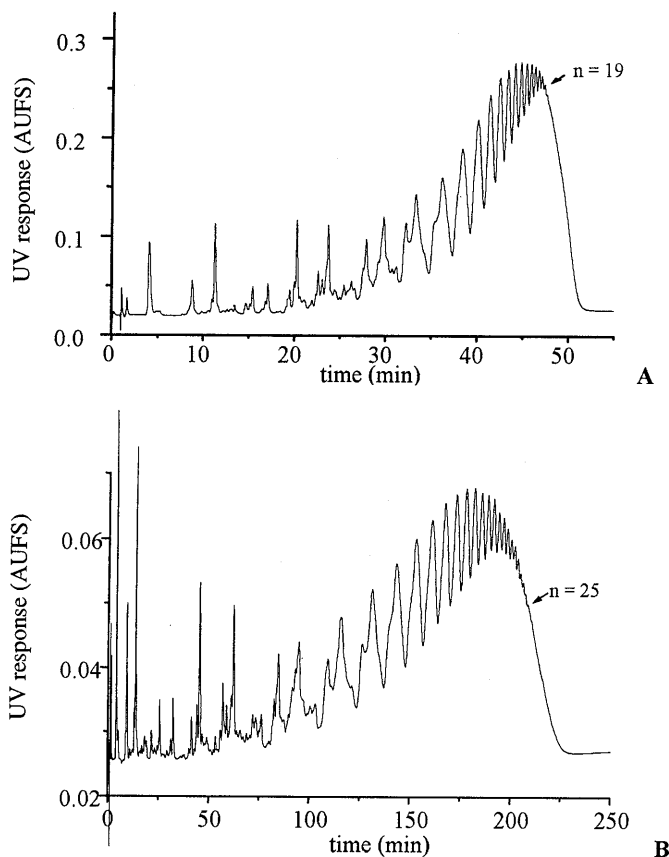 0.3
0.2
0.1
0.0
UV response (AUFS)
n = 19
0 10 20 30 40 50
time (min)
A
0.06
0.04
0.02
UV response (AUFS)
n = 25
0 50 100 150 200 250
time (min)
B